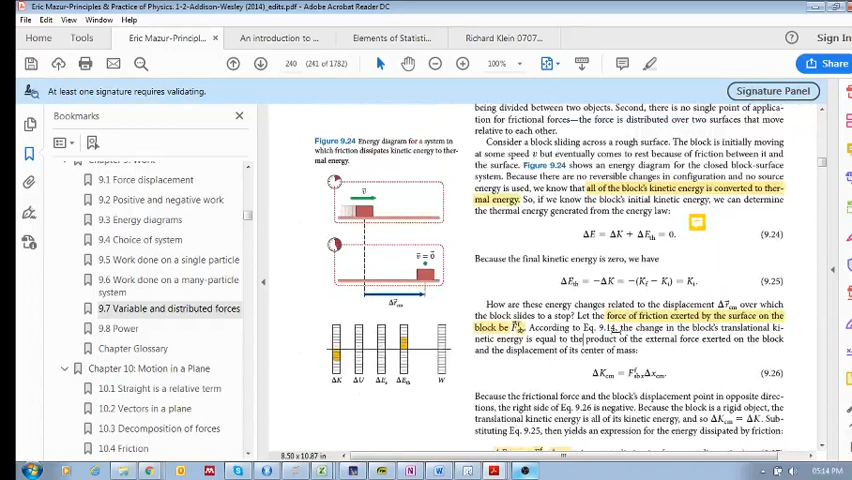 Eric Mazur-Principles & Practice of Physics. 1-2-Addison-Wesley (2014)_edits.pdf - Adobe Acrobat Reader DC
File Edit View Window Help
Home Tools Eric Mazur-Principl... × An introduction to ... Elements of Statisti... Richard Klein 0707... Sign In
240 (241 of 1782) 100% Share
At least one signature requires validating. Signature Panel
Bookmarks
9.1 Force displacement
9.2 Positive and negative work
9.3 Energy diagrams
9.4 Choice of system
9.5 Work done on a single particle
9.6 Work done on a many-particle
system
9.7 Variable and distributed forces
9.8 Power
Chapter Glossary
Chapter 10: Motion in a Plane
10.1 Straight is a relative term
10.2 Vectors in a plane
10.3 Decomposition of forces
10.4 Friction
Figure 9.24 Energy diagram for a system in
which friction dissipates kinetic energy to ther-
mal energy.
v⃗
v⃗ = 0⃗
Δr⃗cm
ΔK ΔU ΔEs ΔEth W
8.50 x 10.87 in
being divided between two objects. Second, there is no single point of applica-
tion for frictional forces—the force is distributed over two surfaces that move
relative to each other.
Consider a block sliding across a rough surface. The block is initially moving
at some speed v but eventually comes to rest because of friction between it and
the surface. Figure 9.24 shows an energy diagram for the closed block-surface
system. Because there are no reversible changes in configuration and no source
energy is used, we know that all of the block's kinetic energy is converted to ther-
mal energy. So, if we know the block's initial kinetic energy, we can determine
the thermal energy generated from the energy law:
ΔE = ΔK + ΔEth = 0. (9.24)
Because the final kinetic energy is zero, we have
ΔEth = −ΔK = −(Kf − Ki) = Ki. (9.25)
How are these energy changes related to the displacement Δr⃗cm over which
the block slides to a stop? Let the force of friction exerted by the surface on the
block be F⃗ᶠsb. According to Eq. 9.14, the change in the block's translational ki-
netic energy is equal to the product of the external force exerted on the block
and the displacement of its center of mass:
ΔKcm = Fᶠsbx Δxcm. (9.26)
Because the frictional force and the block's displacement point in opposite direc-
tions, the right side of Eq. 9.26 is negative. Because the block is a rigid object, the
translational kinetic energy is all of its kinetic energy, and so ΔKcm = ΔK. Sub-
stituting Eq. 9.25, then yields an expression for the energy dissipated by friction:
05:14 PM